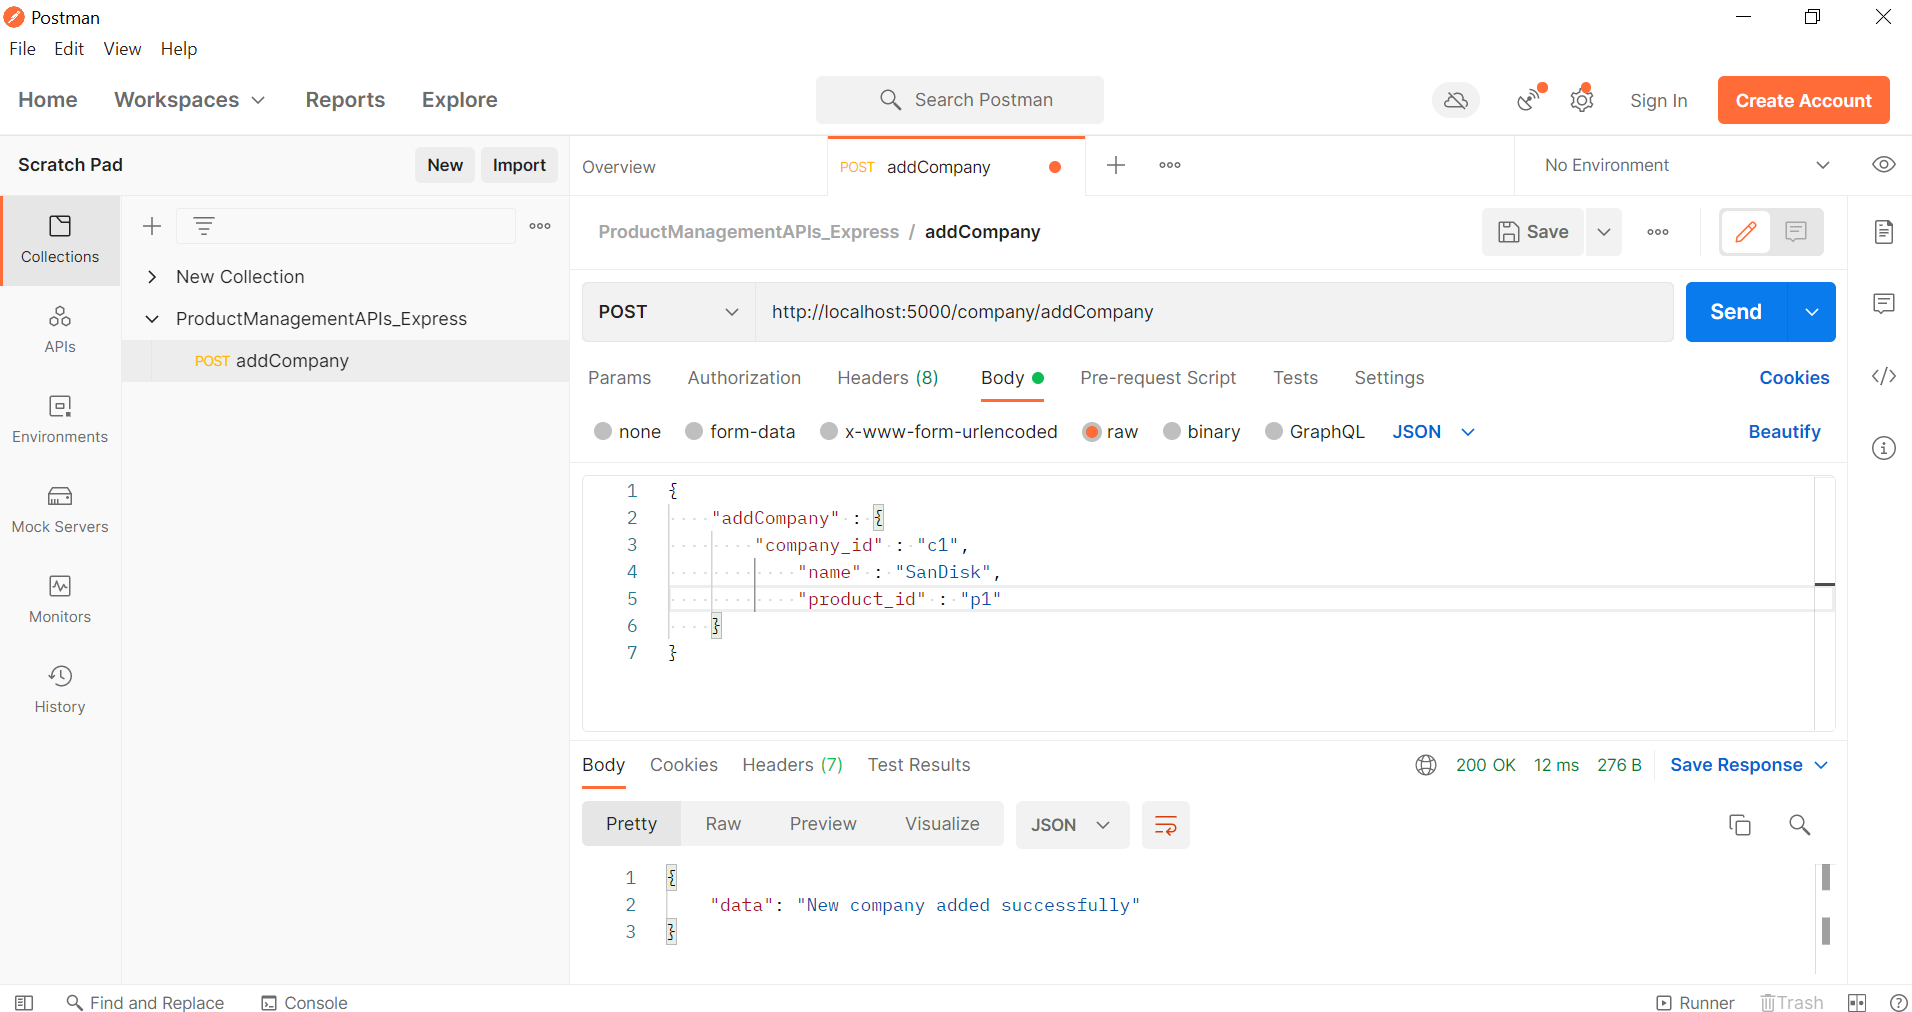 Postman
File Edit View Help
Home Workspaces Reports Explore Search Postman Sign In Create Account
Scratch Pad New Import Overview POST addCompany No Environment
Collections
APIs
Environments
Mock Servers
Monitors
History
New Collection
ProductManagementAPIs_Express
POST addCompany
ProductManagementAPIs_Express / addCompany Save
POST http://localhost:5000/company/addCompany Send
Params Authorization Headers (8) Body Pre-request Script Tests Settings Cookies
none form-data x-www-form-urlencoded raw binary GraphQL JSON Beautify
1 {
2 "addCompany" : {
3 "company_id" : "c1",
4 "name" : "SanDisk",
5 "product_id" : "p1"
6 }
7 }
Body Cookies Headers (7) Test Results 200 OK 12 ms 276 B Save Response
Pretty Raw Preview Visualize JSON
1 {
2 "data": "New company added successfully"
3 }
Find and Replace Console Runner Trash